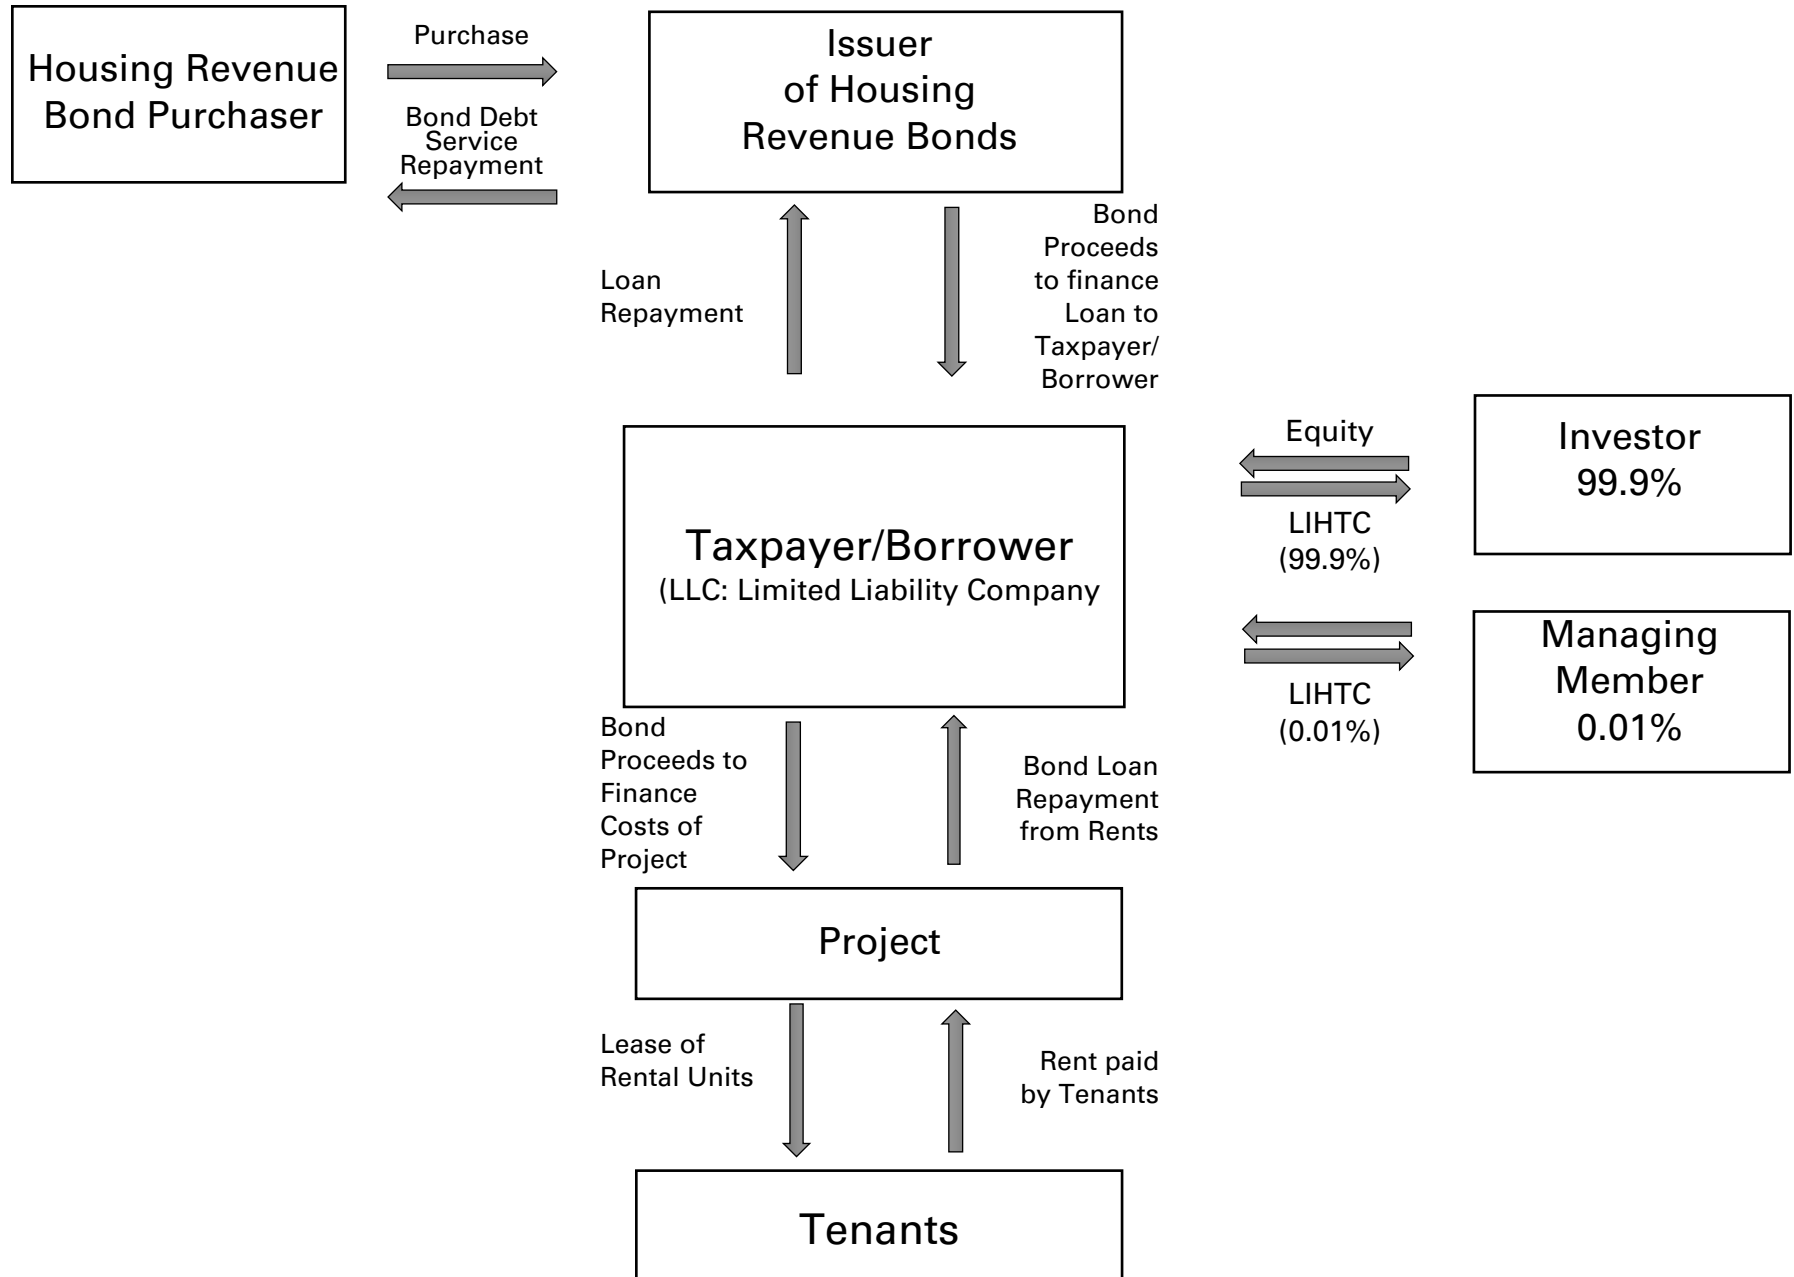 Housing Revenue
Bond Purchaser
Purchase
Bond Debt
Service
Repayment
Issuer
of Housing
Revenue Bonds
Loan
Repayment
Bond
Proceeds
to finance
Loan to
Taxpayer/
Borrower
Taxpayer/Borrower
(LLC: Limited Liability Company
Equity
LIHTC
(99.9%)
Investor
99.9%
LIHTC
(0.01%)
Managing
Member
0.01%
Bond
Proceeds to
Finance
Costs of
Project
Bond Loan
Repayment
from Rents
Project
Lease of
Rental Units
Rent paid
by Tenants
Tenants